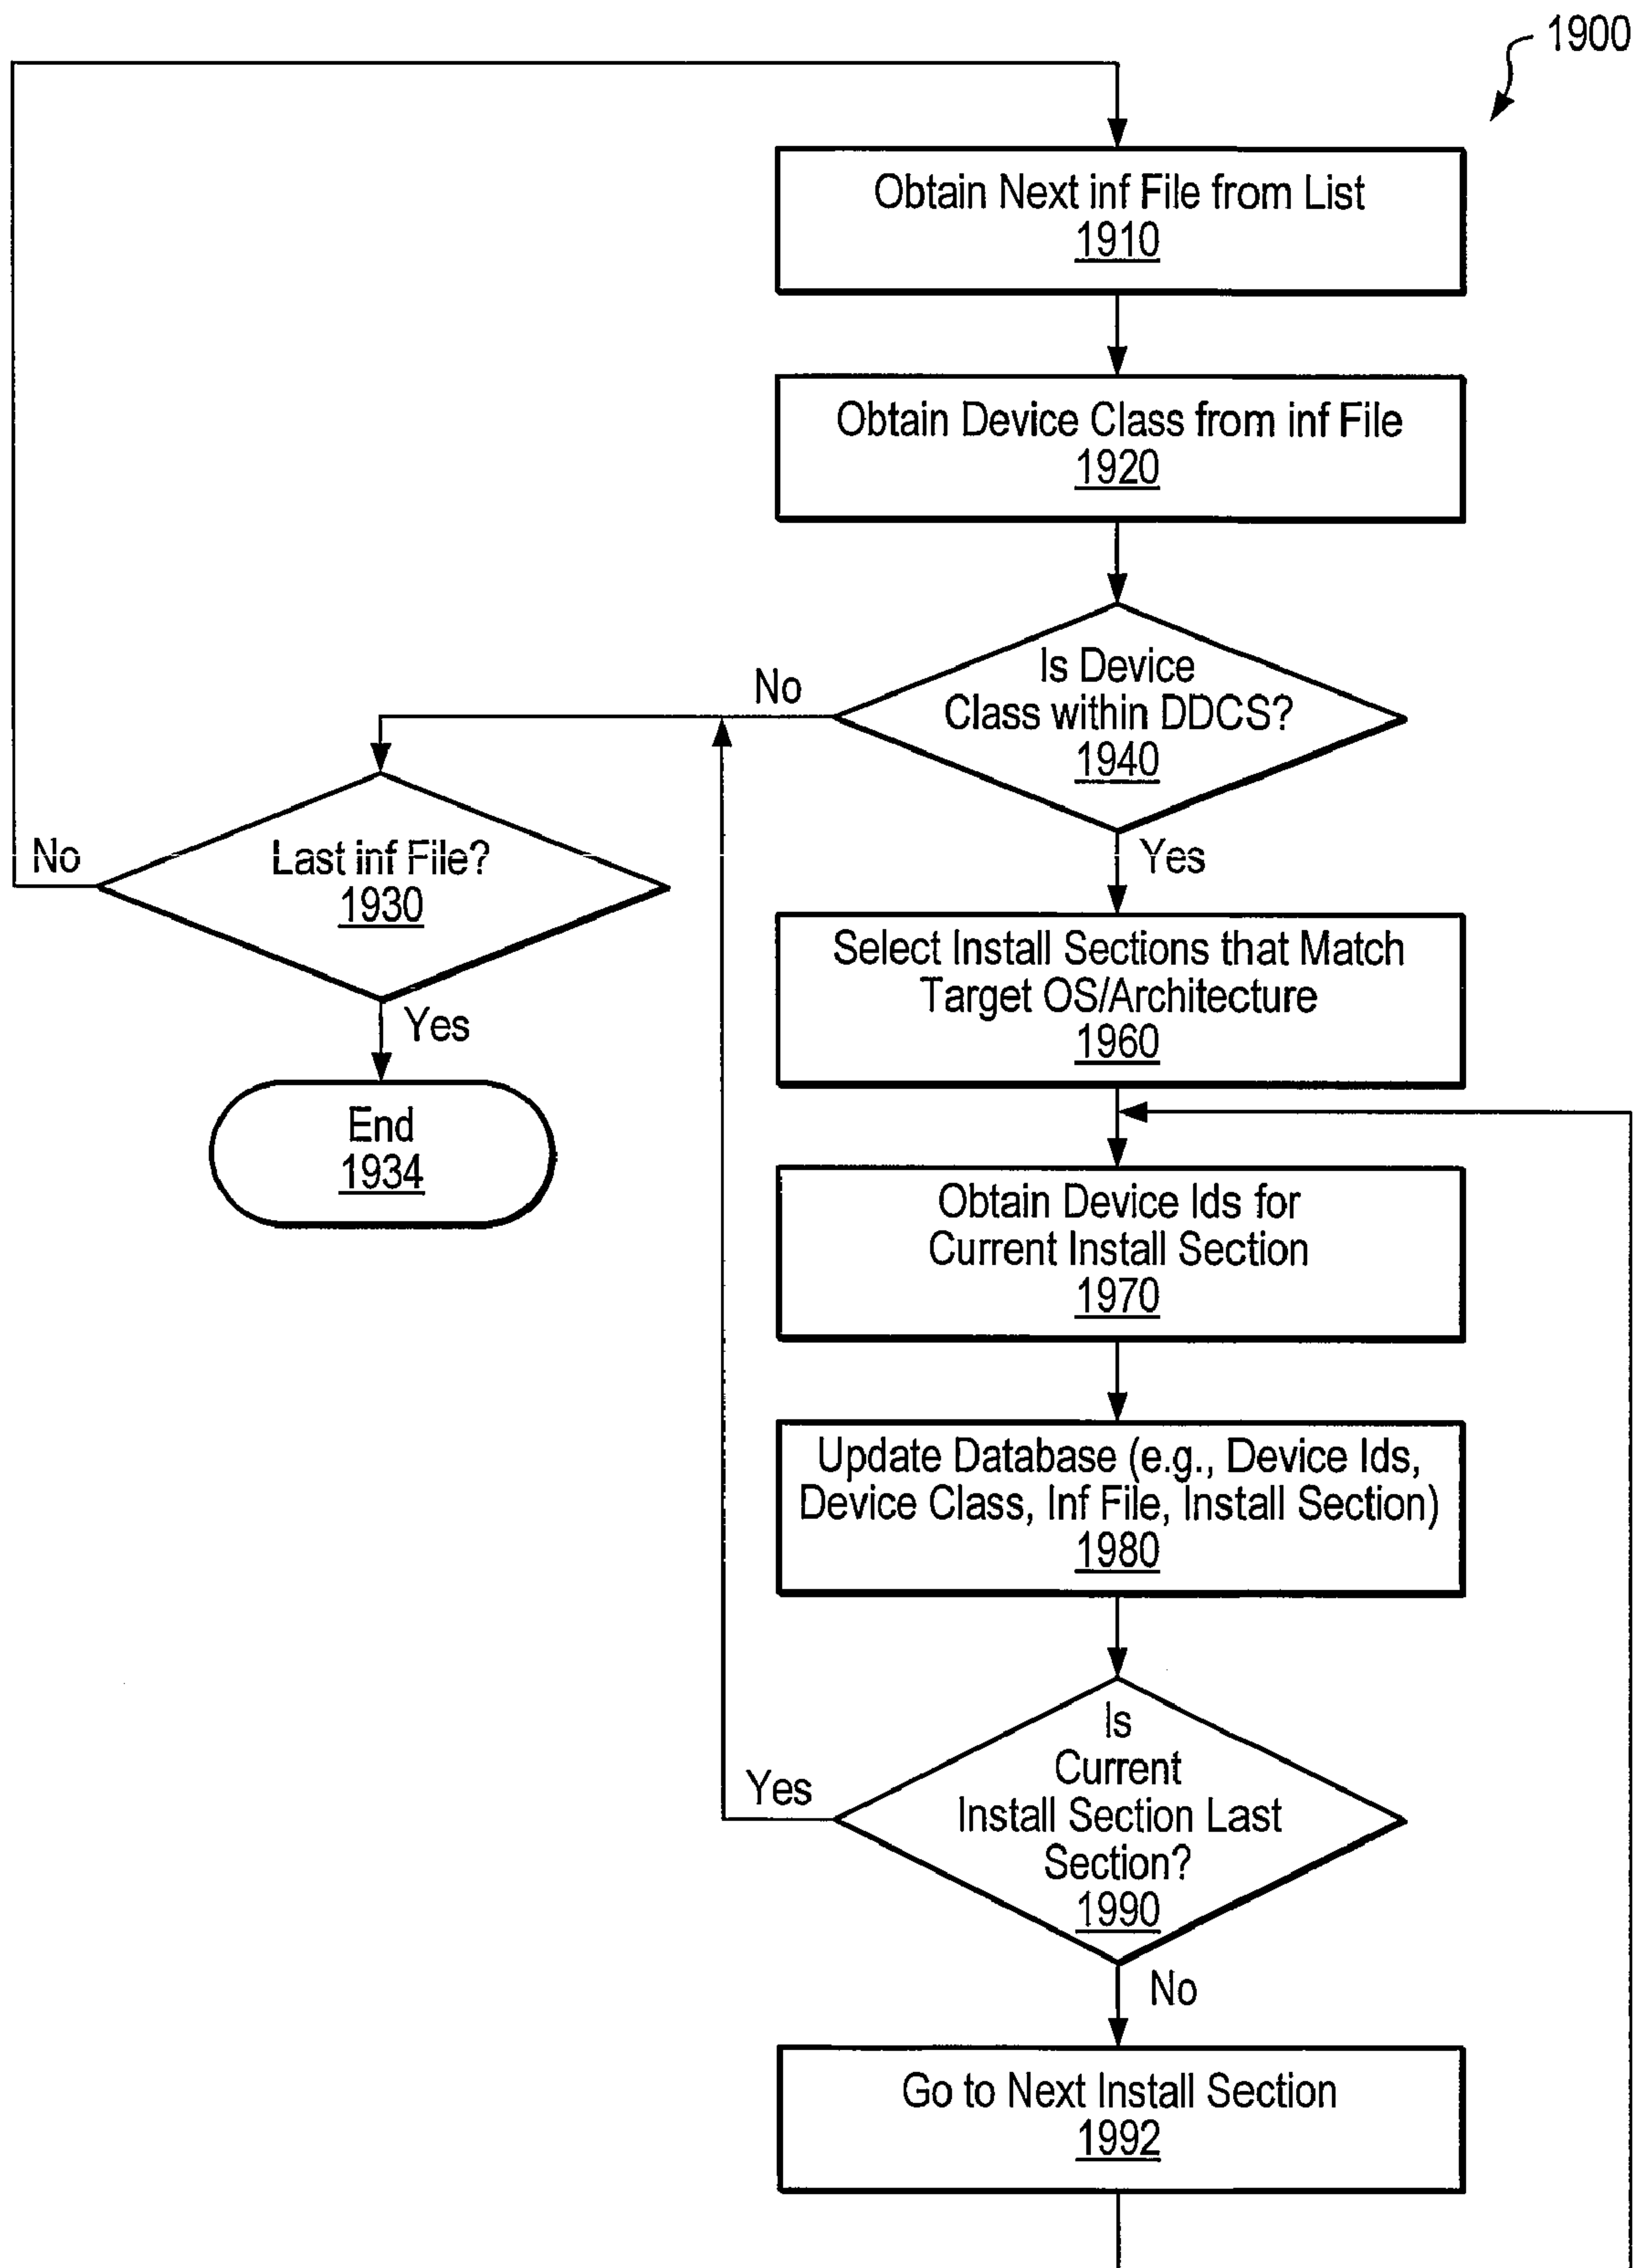 1900
Obtain Next inf File from List
1910
Obtain Device Class from inf File
1920
Is Device
Class within DDCS?
1940
No
Yes
Last inf File?
1930
No
Yes
End
1934
Select Install Sections that Match
Target OS/Architecture
1960
Obtain Device Ids for
Current Install Section
1970
Update Database (e.g., Device Ids,
Device Class, Inf File, Install Section)
1980
Is
Current
Install Section Last
Section?
1990
Yes
No
Go to Next Install Section
1992